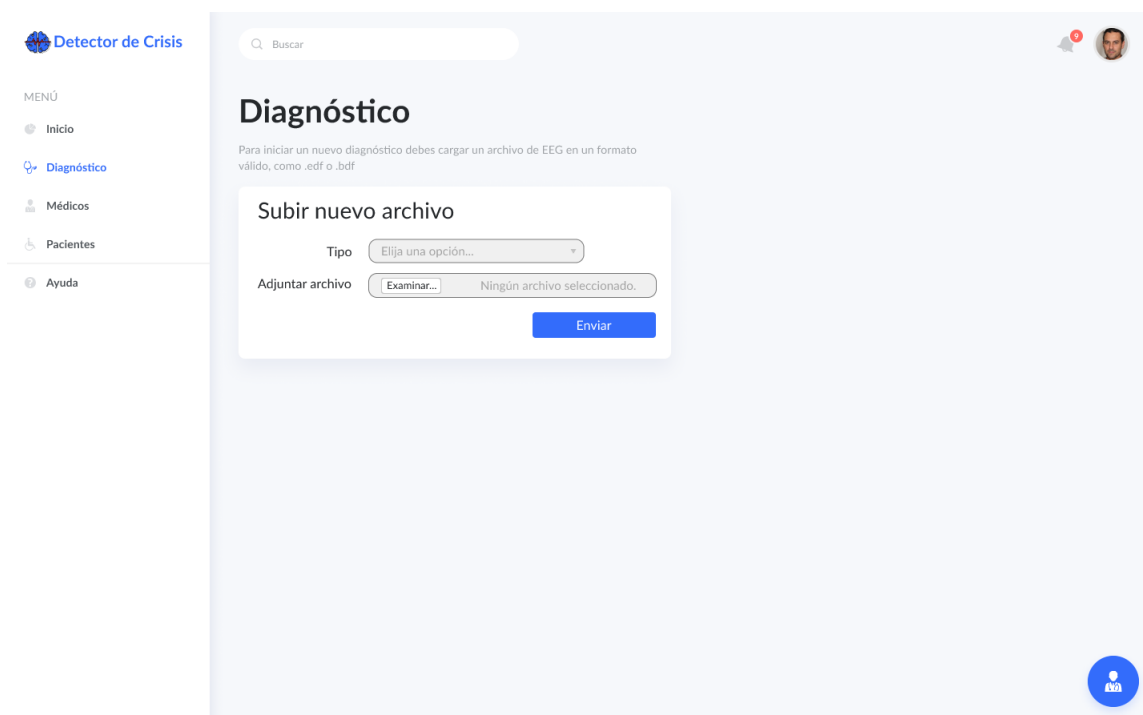 Detector de Crisis
Buscar
9
MENÚ
Inicio
Diagnóstico
Médicos
Pacientes
Ayuda
Diagnóstico
Para iniciar un nuevo diagnóstico debes cargar un archivo de EEG en un formato
válido, como .edf o .bdf
Subir nuevo archivo
Tipo
Elija una opción...
Adjuntar archivo
Examinar...
Ningún archivo seleccionado.
Enviar